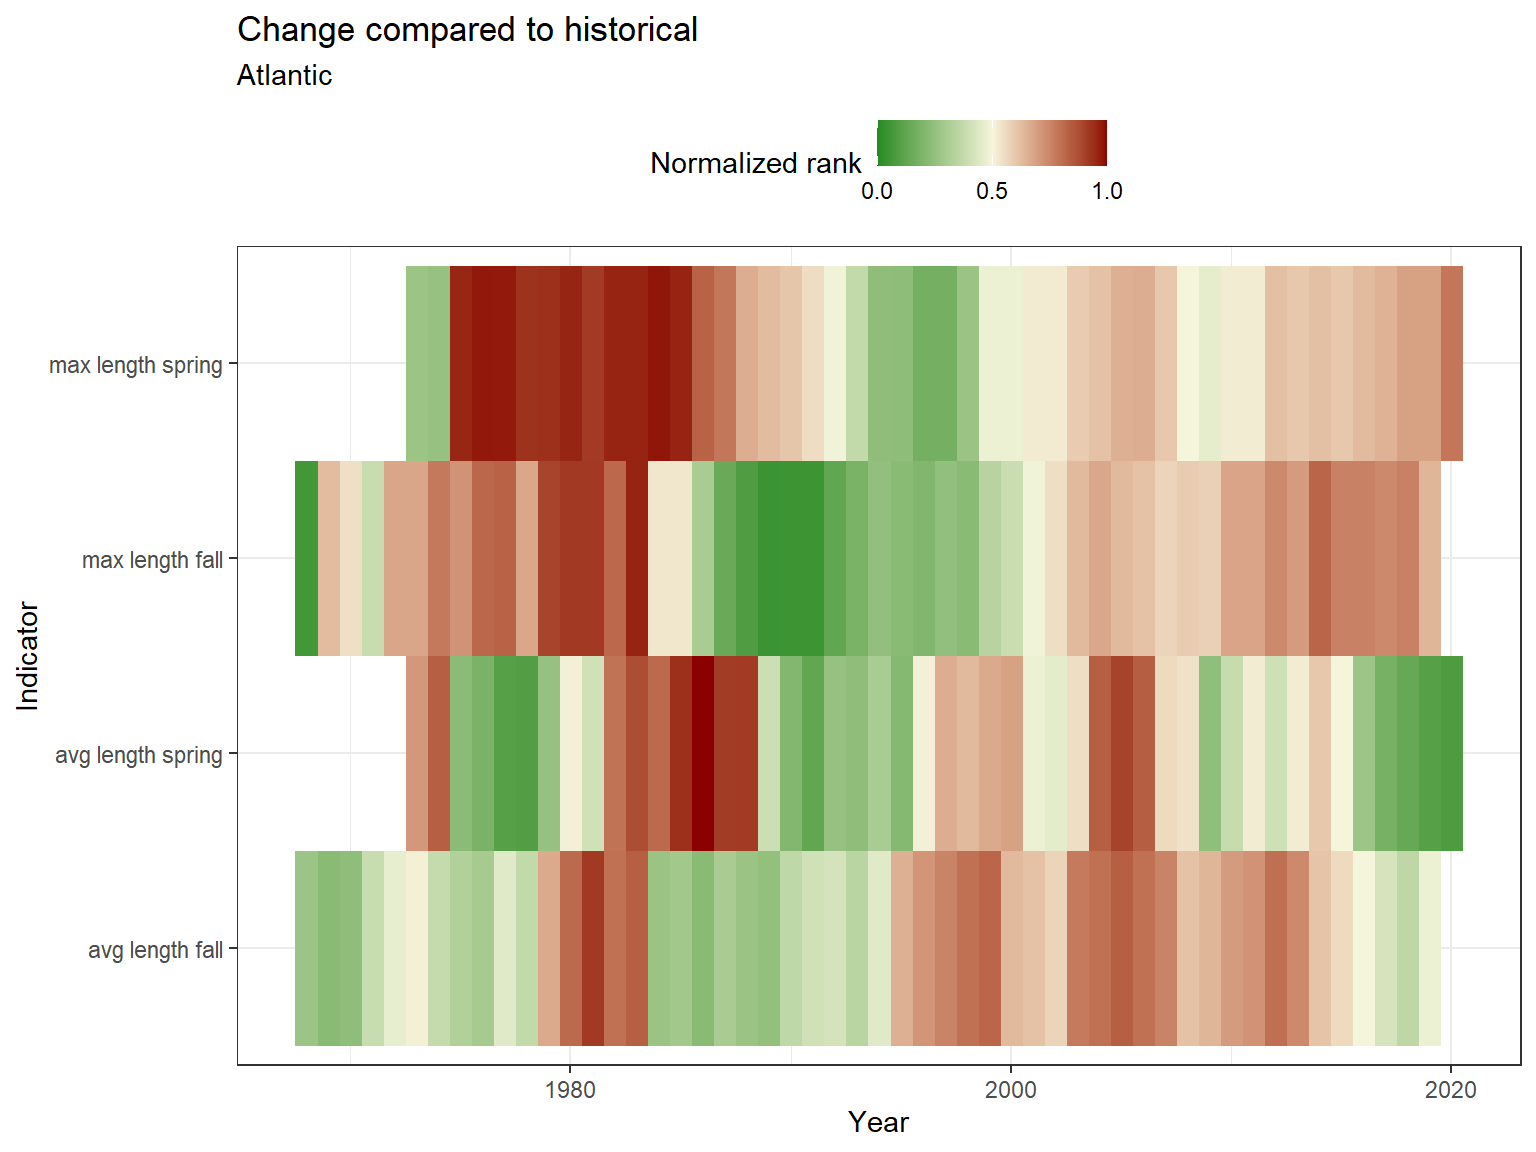 Change compared to historical
Atlantic
Normalized rank
0.0 0.5 1.0
max length spring
max length fall
avg length spring
avg length fall
Indicator
1980 2000 2020
Year